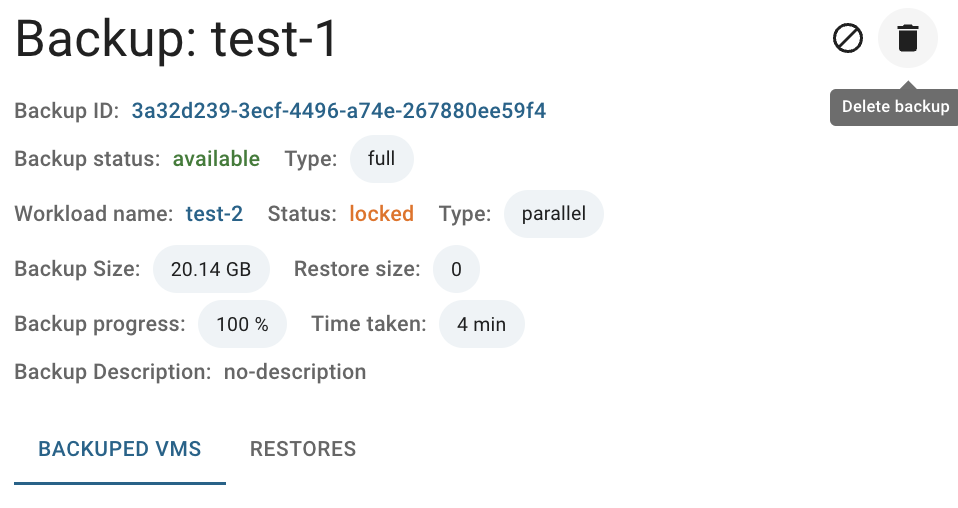 Backup: test-1
Delete backup
Backup ID: 3a32d239-3ecf-4496-a74e-267880ee59f4
Backup status: available Type: full
Workload name: test-2 Status: locked Type: parallel
Backup Size: 20.14 GB Restore size: 0
Backup progress: 100 % Time taken: 4 min
Backup Description: no-description
BACKUPED VMS RESTORES